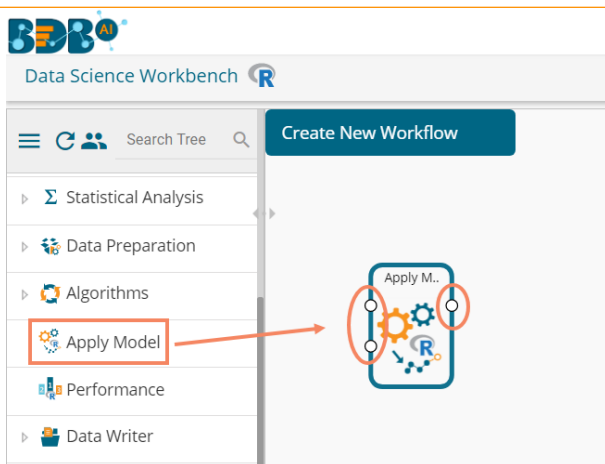 BDB AI
Data Science Workbench R
Search Tree
Create New Workflow
Σ Statistical Analysis
Data Preparation
Algorithms
Apply Model
Performance
Data Writer
Apply M..
R